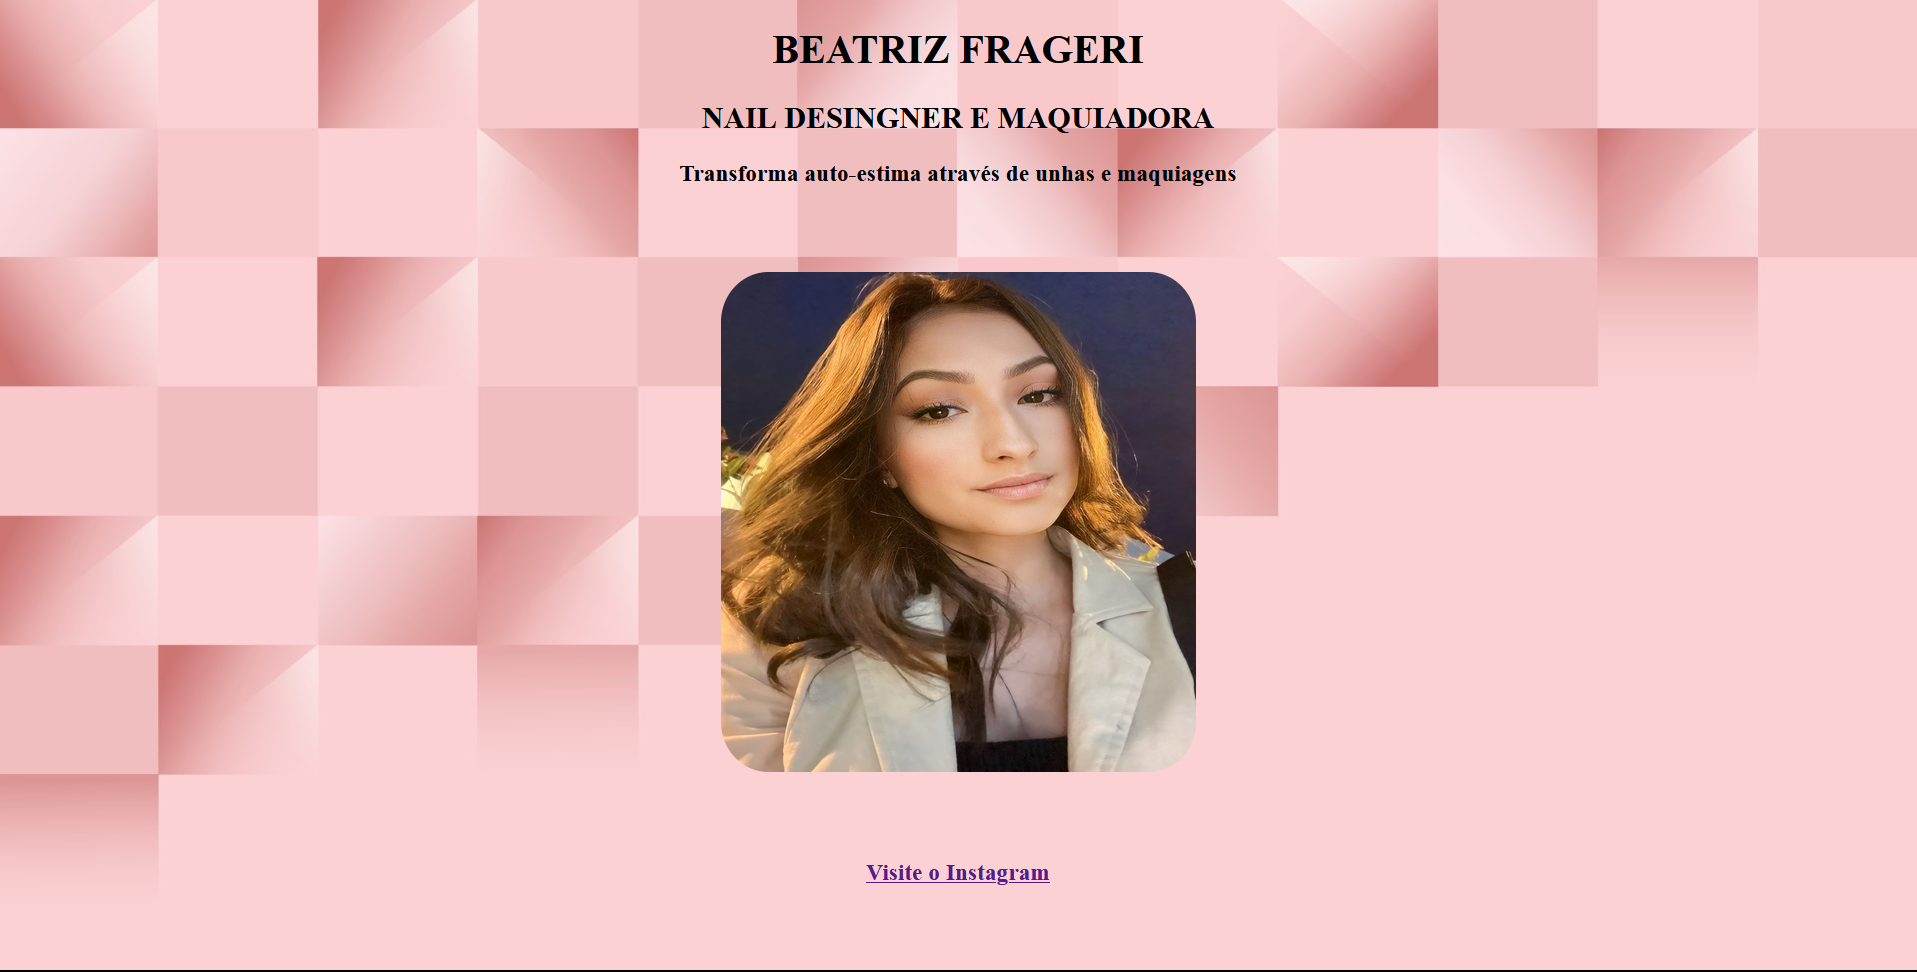 BEATRIZ FRAGERI
NAIL DESINGNER E MAQUIADORA
Transforma auto-estima através de unhas e maquiagens
Visite o Instagram